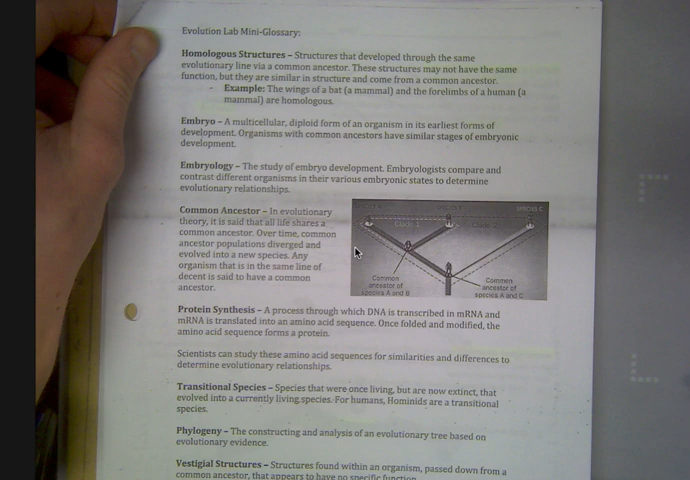 Evolution Lab Mini-Glossary:
Homologous Structures – Structures that developed through the same
evolutionary line via a common ancestor. These structures may not have the same
function, but they are similar in structure and come from a common ancestor.
- Example: The wings of a bat (a mammal) and the forelimbs of a human (a
mammal) are homologous.
Embryo – A multicellular, diploid form of an organism in its earliest forms of
development. Organisms with common ancestors have similar stages of embryonic
development.
Embryology – The study of embryo development. Embryologists compare and
contrast different organisms in their various embryonic states to determine
evolutionary relationships.
Common Ancestor – In evolutionary
theory, it is said that all life shares a
common ancestor. Over time, common
ancestor populations diverged and
evolved into a new species. Any
organism that is in the same line of
decent is said to have a common
ancestor.
SPECIES C
Clade 1
Clade 2
Common
ancestor of
species A and B
Common
ancestor of
species A and C
Protein Synthesis – A process through which DNA is transcribed in mRNA and
mRNA is translated into an amino acid sequence. Once folded and modified, the
amino acid sequence forms a protein.
Scientists can study these amino acid sequences for similarities and differences to
determine evolutionary relationships.
Transitional Species – Species that were once living, but are now extinct, that
evolved into a currently living species. For humans, Hominids are a transitional
species.
Phylogeny – The constructing and analysis of an evolutionary tree based on
evolutionary evidence.
Vestigial Structures – Structures found within an organism, passed down from a
common ancestor, that appears to have no specific function